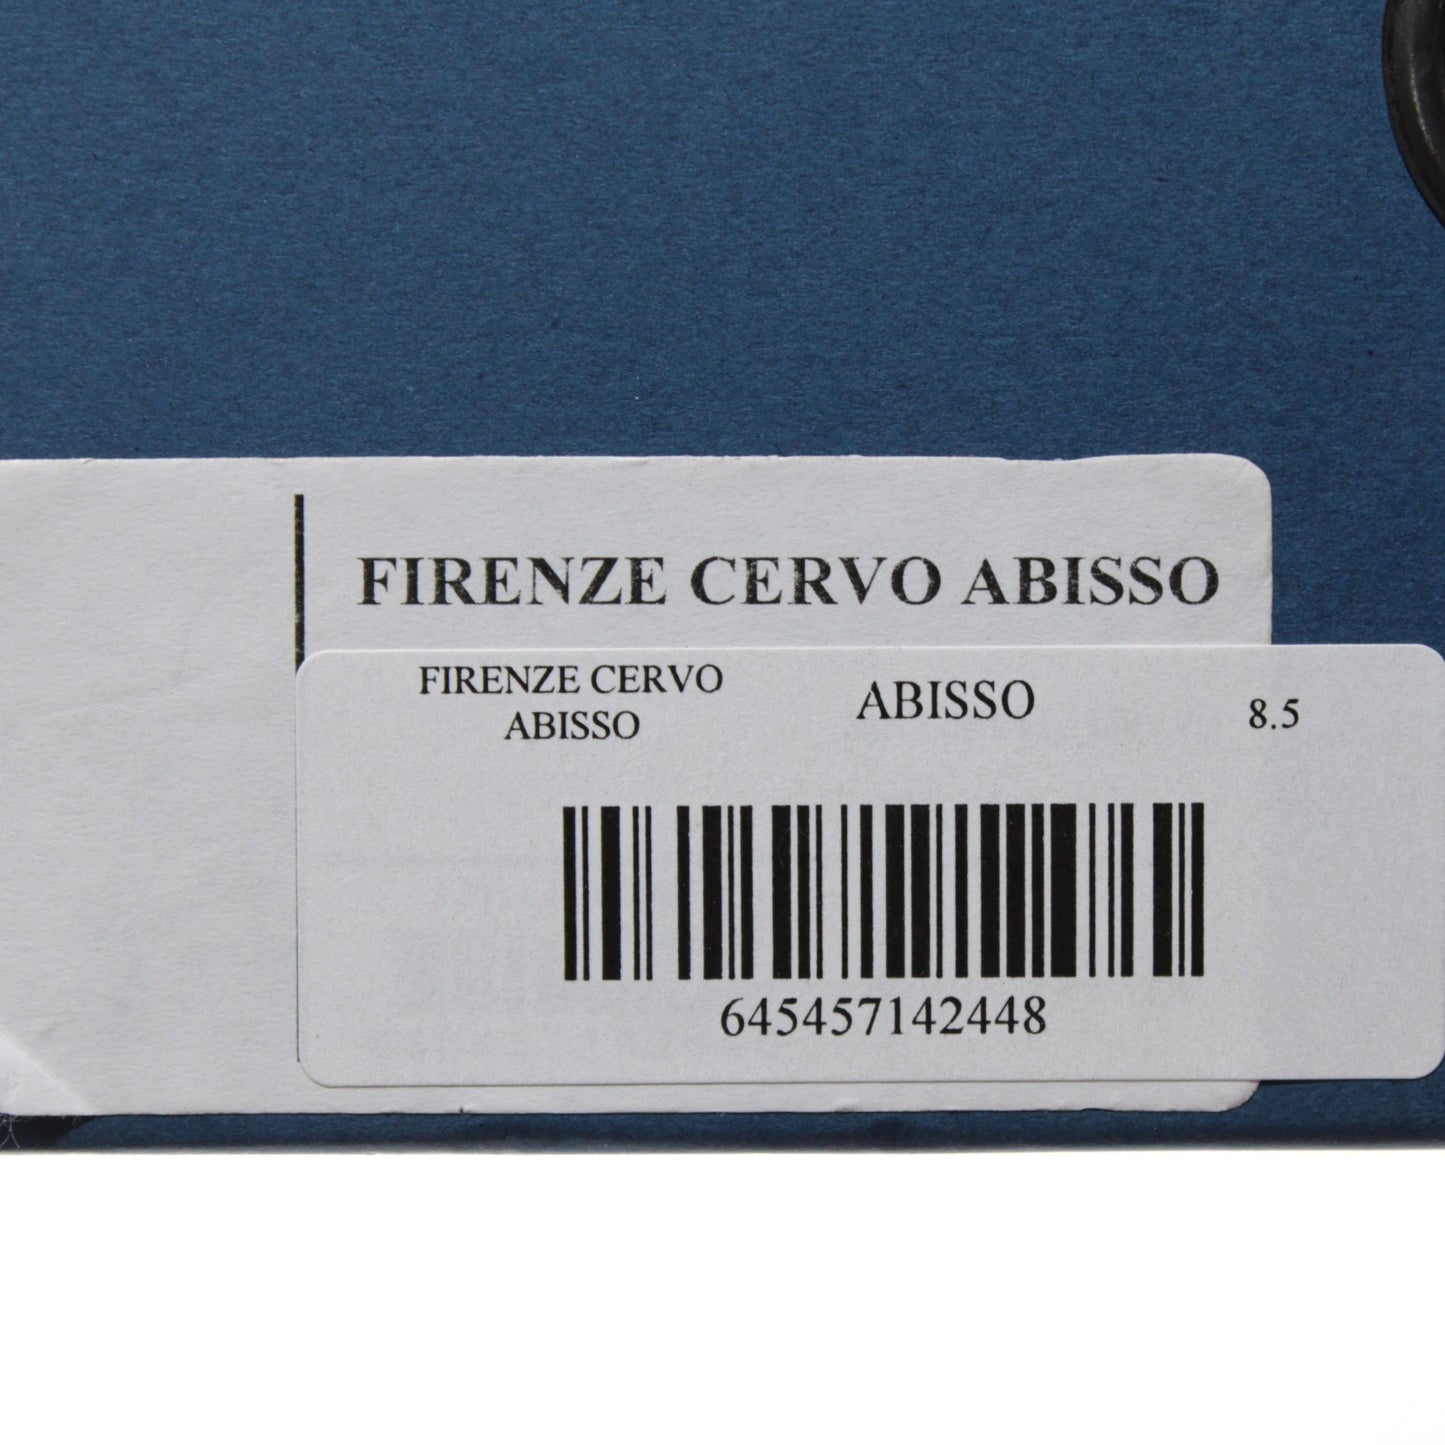 FIRENZE CERVO ABISSO
FIRENZE CERVO
ABISSO
ABISSO
8.5
645457142448